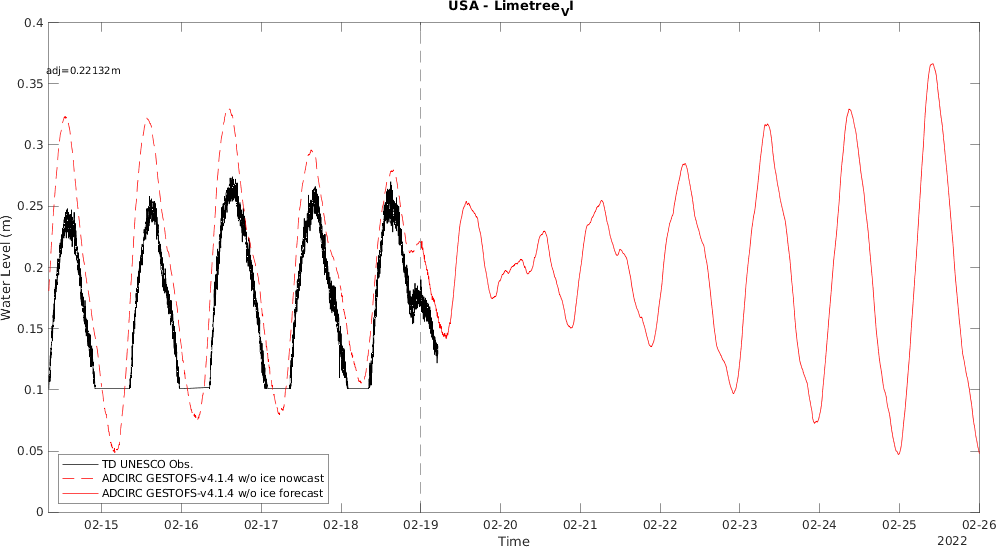 USA - Limetree_VI
adj=0.22132m
Water Level (m)
0.4
0.35
0.3
0.25
0.2
0.15
0.1
0.05
0
TD UNESCO Obs.
ADCIRC GESTOFS-v4.1.4 w/o ice nowcast
ADCIRC GESTOFS-v4.1.4 w/o ice forecast
02-15 02-16 02-17 02-18 02-19 02-20 02-21 02-22 02-23 02-24 02-25 02-26
Time
2022